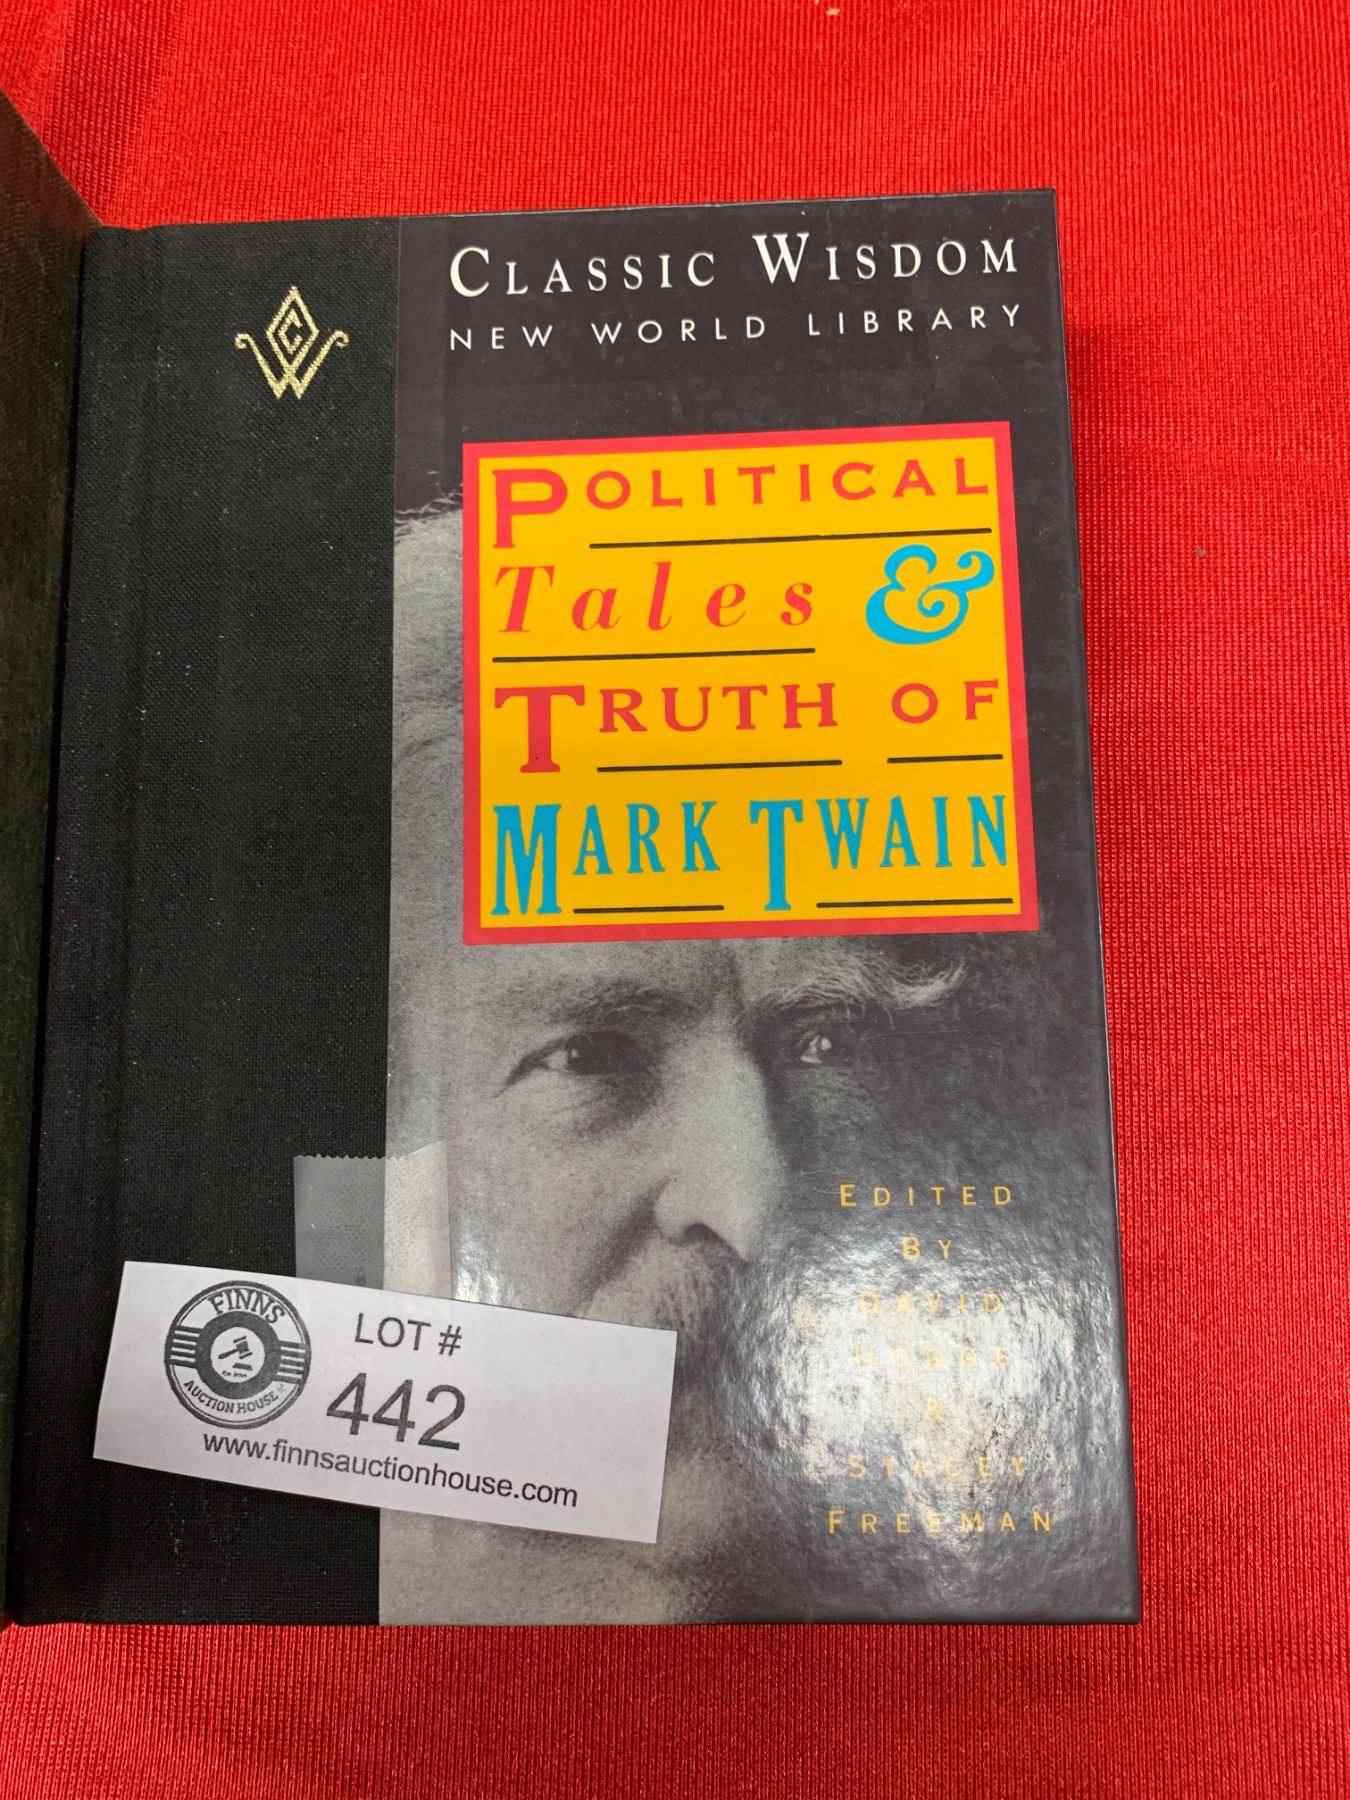 CLASSIC WISDOM
NEW WORLD LIBRARY
POLITICAL
Tales &
TRUTH OF
MARK TWAIN
EDITED
BY
DAVID
HODGE
&
STACEY
FREEMAN
FINNS
AUCTION HOUSE
LOT #
442
www.finnsauctionhouse.com